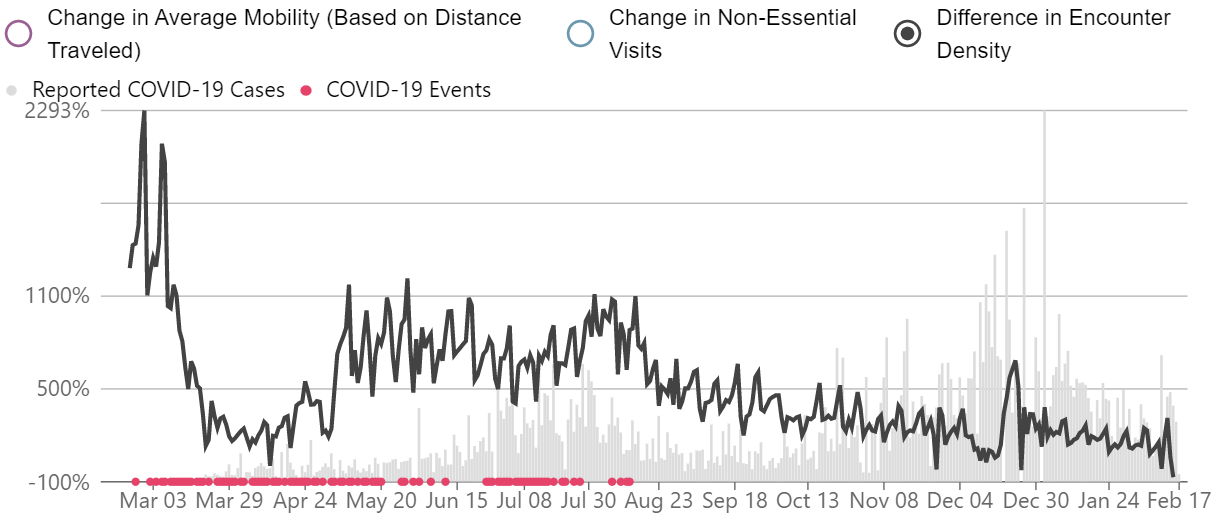 Change in Average Mobility (Based on Distance
Traveled)
Change in Non-Essential
Visits
Difference in Encounter
Density
Reported COVID-19 Cases
COVID-19 Events
2293%
1100%
500%
-100%
Mar 03 Mar 29 Apr 24 May 20 Jun 15 Jul 08 Jul 30 Aug 23 Sep 18 Oct 13 Nov 08 Dec 04 Dec 30 Jan 24 Feb 17